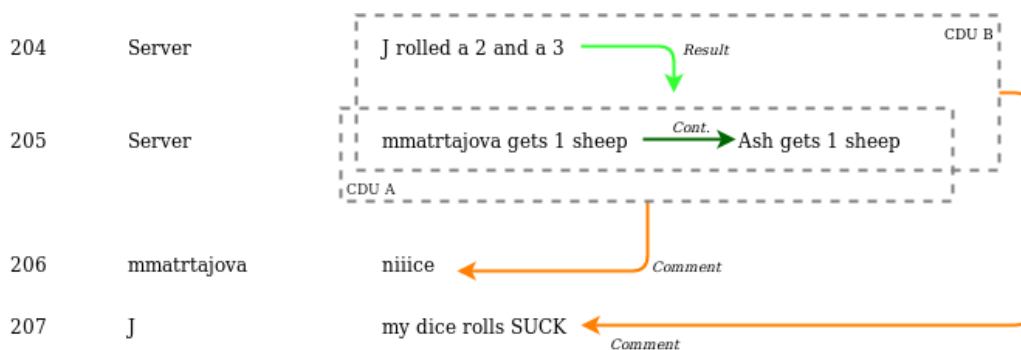 CDU B
204 Server J rolled a 2 and a 3 Result
205 Server mmatrtajova gets 1 sheep Cont. Ash gets 1 sheep
CDU A
206 mmatrtajova niiice Comment
207 J my dice rolls SUCK
Comment